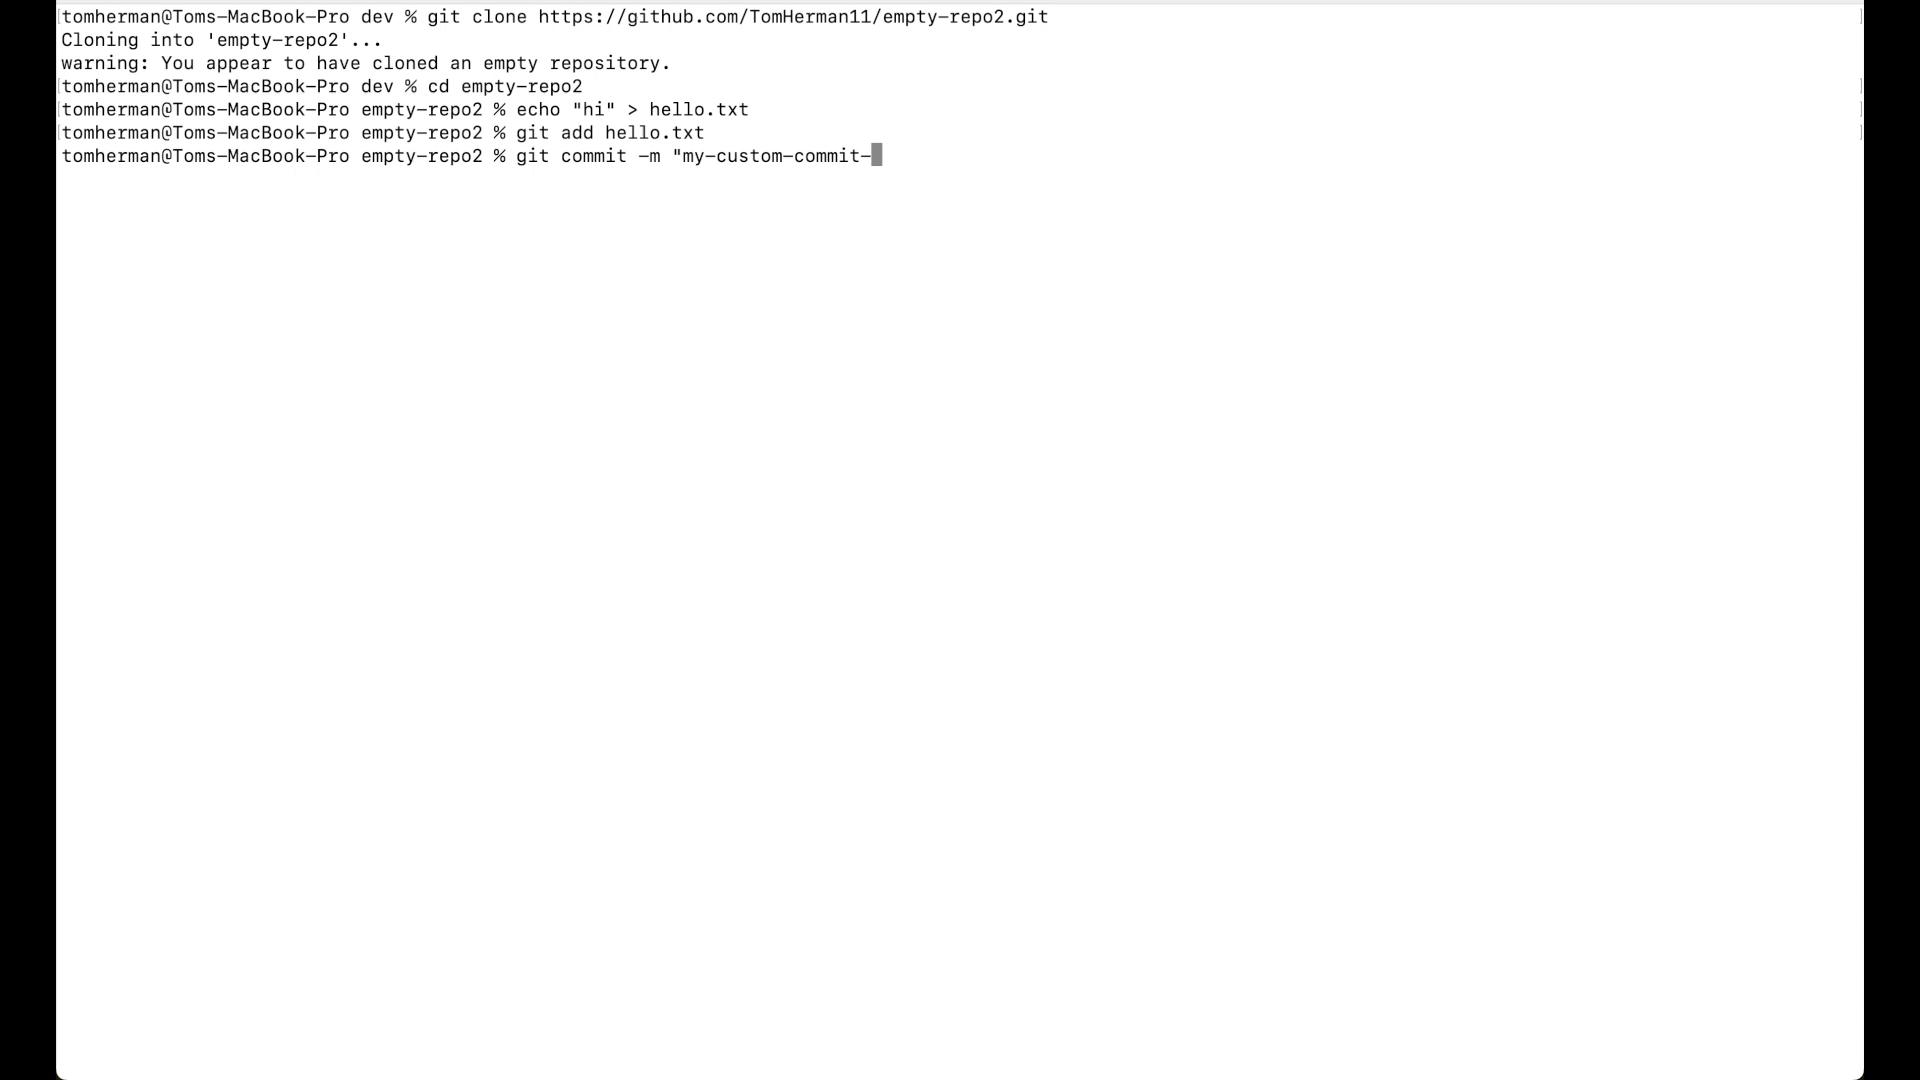 tomherman@Toms-MacBook-Pro dev % git clone https://github.com/TomHerman11/empty-repo2.git
Cloning into 'empty-repo2'...
warning: You appear to have cloned an empty repository.
tomherman@Toms-MacBook-Pro dev % cd empty-repo2
tomherman@Toms-MacBook-Pro empty-repo2 % echo "hi" > hello.txt
tomherman@Toms-MacBook-Pro empty-repo2 % git add hello.txt
tomherman@Toms-MacBook-Pro empty-repo2 % git commit -m "my-custom-commit-